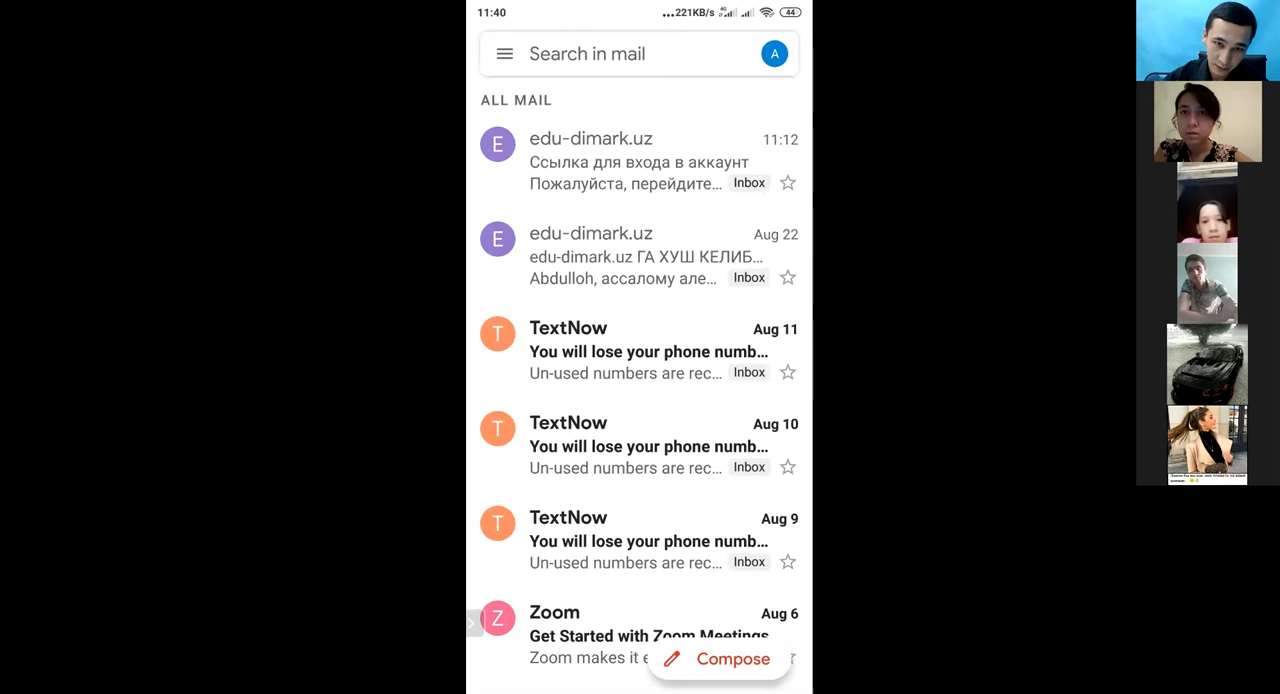 11:40
...221KB/s 4G 44
Search in mail
A
ALL MAIL
E
edu-dimark.uz
11:12
Ссылка для входа в аккаунт
Пожалуйста, перейдите...
Inbox
E
edu-dimark.uz
Aug 22
edu-dimark.uz ГА ХУШ КЕЛИБ...
Abdulloh, ассалому але...
Inbox
T
TextNow
Aug 11
You will lose your phone numb...
Un-used numbers are rec...
Inbox
T
TextNow
Aug 10
You will lose your phone numb...
Un-used numbers are rec...
Inbox
T
TextNow
Aug 9
You will lose your phone numb...
Un-used numbers are rec...
Inbox
Z
Zoom
Aug 6
Get Started with Zoom Meetings
Zoom makes it e
Compose